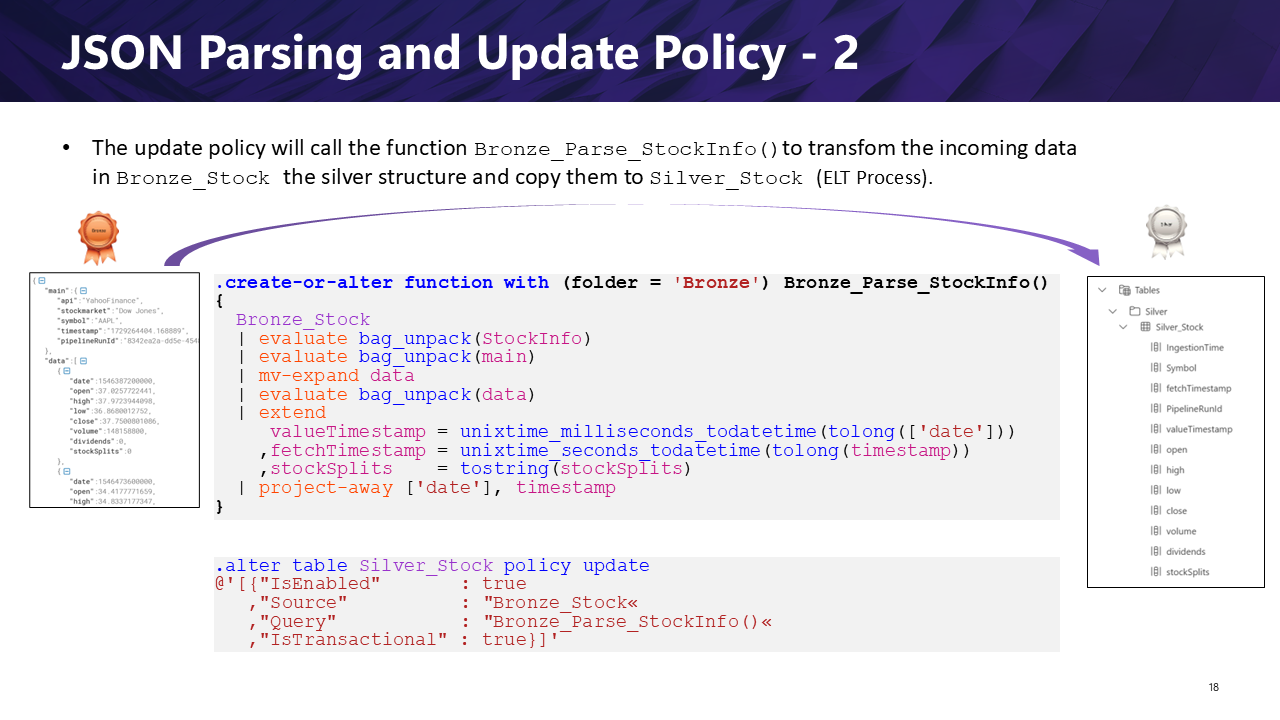 JSON Parsing and Update Policy - 2
• The update policy will call the function Bronze_Parse_StockInfo() to transfom the incoming data
in Bronze_Stock the silver structure and copy them to Silver_Stock (ELT Process).
Bronze
Silver
{
"main":{
"api":"YahooFinance",
"stockmarket":"Dow Jones",
"symbol":"AAPL",
"timestamp":"1729264404.168889",
"pipelineRunId":"8342ea2a-dd5e-454
},
"data":[
{
"date":1546387200000,
"open":37.0257722441,
"high":37.9723944098,
"low":36.8680012752,
"close":37.7500801086,
"volume":148158800,
"dividends":0,
"stockSplits":0
},
{
"date":1546473600000,
"open":34.4177771659,
"high":34.8337177347,
.create-or-alter function with (folder = 'Bronze') Bronze_Parse_StockInfo()
{
Bronze_Stock
| evaluate bag_unpack(StockInfo)
| evaluate bag_unpack(main)
| mv-expand data
| evaluate bag_unpack(data)
| extend
valueTimestamp = unixtime_milliseconds_todatetime(tolong(['date']))
,fetchTimestamp = unixtime_seconds_todatetime(tolong(timestamp))
,stockSplits = tostring(stockSplits)
| project-away ['date'], timestamp
}
.alter table Silver_Stock policy update
@'[{"IsEnabled" : true
,"Source" : "Bronze_Stock«
,"Query" : "Bronze_Parse_StockInfo()«
,"IsTransactional" : true}]'
Tables
Silver
Silver_Stock
IngestionTime
Symbol
fetchTimestamp
PipelineRunId
valueTimestamp
open
high
low
close
volume
dividends
stockSplits
18